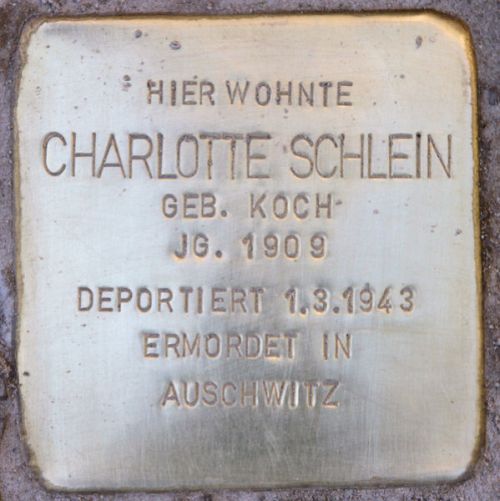 HIER WOHNTE
CHARLOTTE SCHLEIN
GEB. KOCH
JG. 1909
DEPORTIERT 1.3.1943
ERMORDET IN
AUSCHWITZ